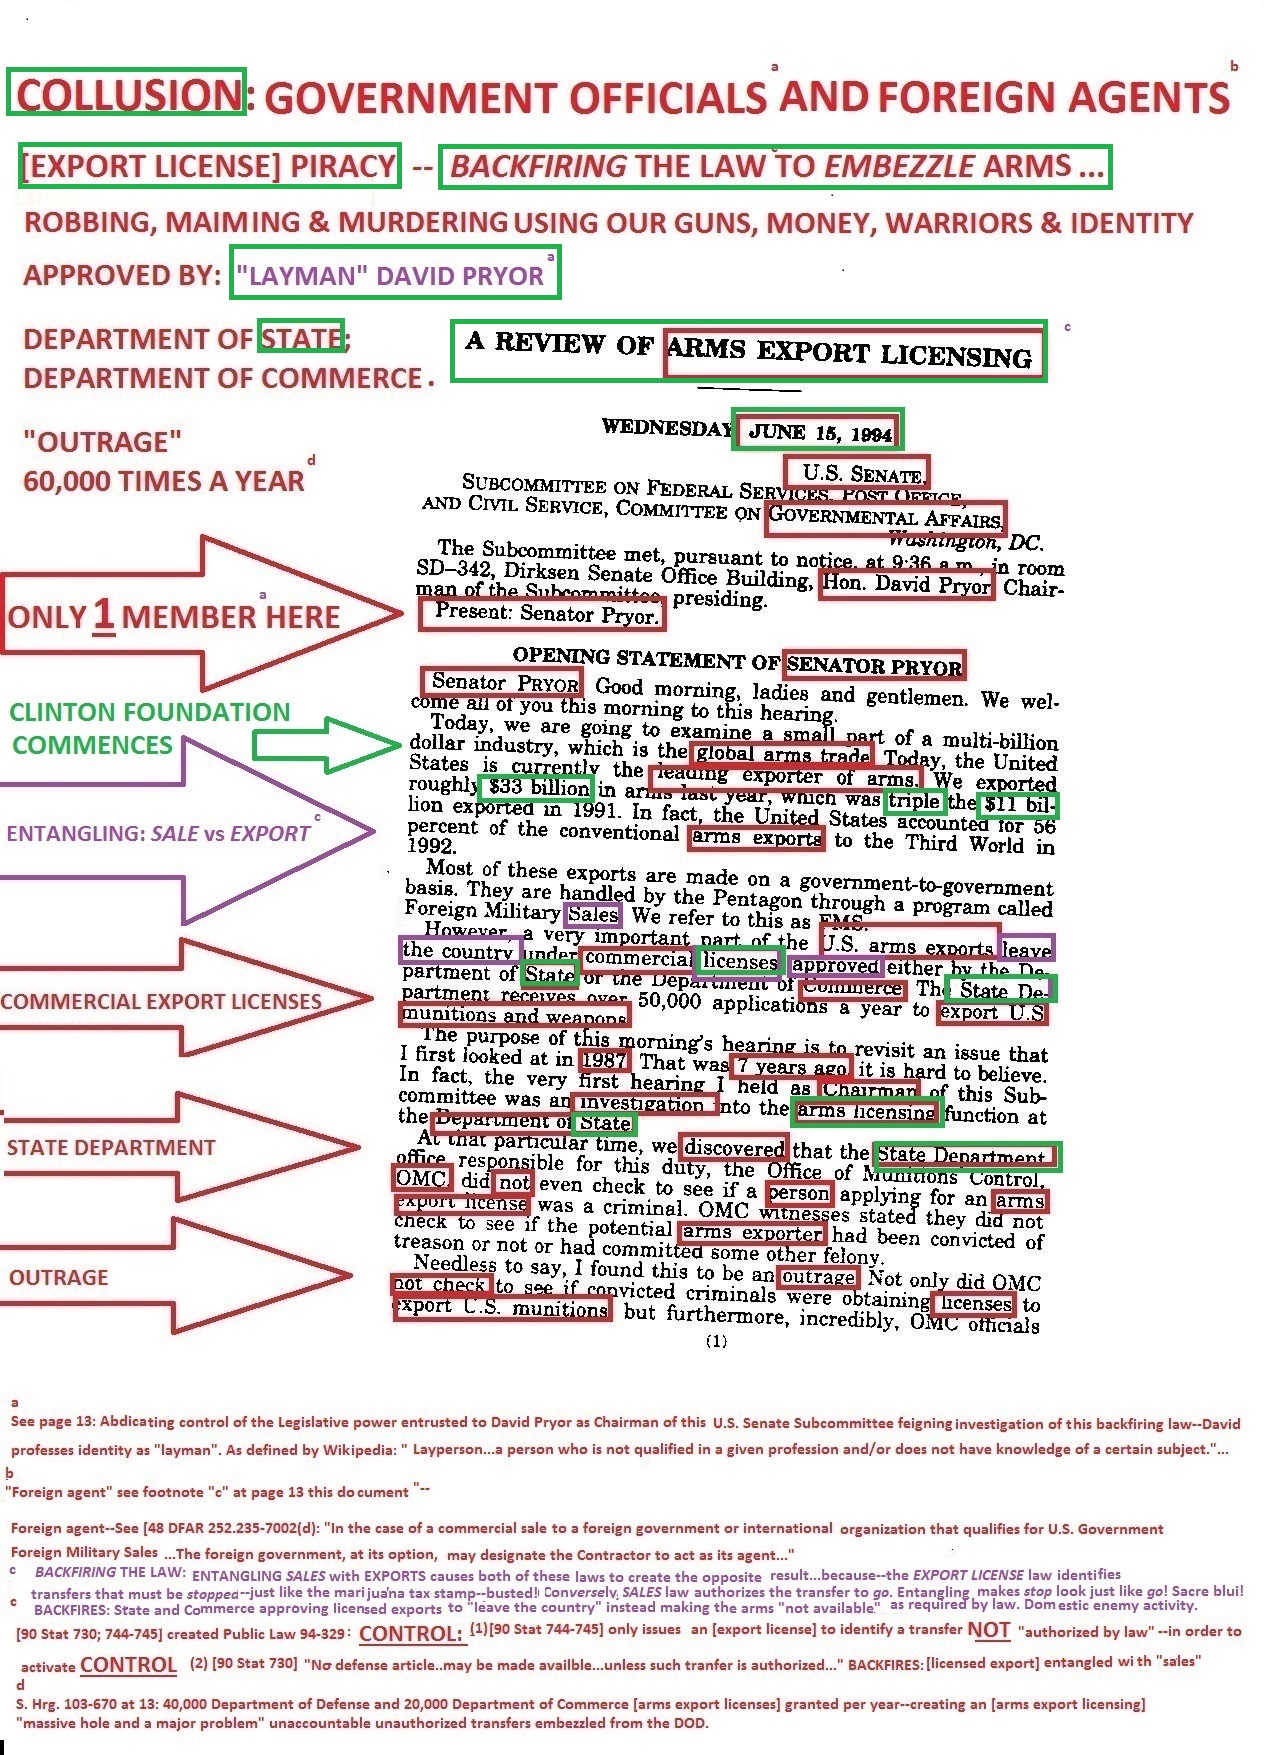 COLLUSION: GOVERNMENT OFFICIALS a AND FOREIGN AGENTS b
[EXPORT LICENSE] PIRACY -- BACKFIRING THE LAW c TO EMBEZZLE ARMS ...
ROBBING, MAIMING & MURDERING USING OUR GUNS, MONEY, WARRIORS & IDENTITY
APPROVED BY: "LAYMAN" DAVID PRYOR a
DEPARTMENT OF STATE;
DEPARTMENT OF COMMERCE.
"OUTRAGE"
60,000 TIMES A YEAR d
A REVIEW OF ARMS EXPORT LICENSING c
WEDNESDAY JUNE 15, 1994
U.S. SENATE,
SUBCOMMITTEE ON FEDERAL SERVICES, POST OFFICE,
AND CIVIL SERVICE, COMMITTEE ON GOVERNMENTAL AFFAIRS,
Washington, DC.
The Subcommittee met, pursuant to notice, at 9:36 a.m., in room
SD-342, Dirksen Senate Office Building, Hon. David Pryor Chair-
man of the Subcommittee, presiding.
Present: Senator Pryor.
ONLY 1 MEMBER a HERE
OPENING STATEMENT OF SENATOR PRYOR
Senator PRYOR Good morning, ladies and gentlemen. We wel-
come all of you this morning to this hearing.
CLINTON FOUNDATION
COMMENCES
Today, we are going to examine a small part of a multi-billion
dollar industry, which is the global arms trade Today, the United
States is currently the leading exporter of arms. We exported
roughly $33 billion in arms last year, which was triple the $11 bil-
lion exported in 1991. In fact, the United States accounted for 56
percent of the conventional arms exports to the Third World in
1992.
ENTANGLING: SALE vs EXPORT c
Most of these exports are made on a government-to-government
basis. They are handled by the Pentagon through a program called
Foreign Military Sales We refer to this as FMS.
However, a very important part of the U.S. arms exports leave
the country under commercial licenses approved either by the De-
partment of State or the Department of Commerce The State De-
partment receives over 50,000 applications a year to export U.S
munitions and weapons
COMMERCIAL EXPORT LICENSES
The purpose of this morning's hearing is to revisit an issue that
I first looked at in 1987 That was 7 years ago, it is hard to believe.
In fact, the very first hearing I held as Chairman of this Sub-
committee was an investigation into the arms licensing function at
the Department of State
STATE DEPARTMENT
At that particular time, we discovered that the State Department
office responsible for this duty, the Office of Munitions Control,
OMC, did not even check to see if a person applying for an arms
export license was a criminal. OMC witnesses stated they did not
check to see if the potential arms exporter had been convicted of
treason or not or had committed some other felony.
OUTRAGE
Needless to say, I found this to be an outrage Not only did OMC
not check to see if convicted criminals were obtaining licenses to
export U.S. munitions but furthermore, incredibly, OMC officials
(1)
a
See page 13: Abdicating control of the Legislative power entrusted to David Pryor as Chairman of this U.S. Senate Subcommittee feigning investigation of this backfiring law--David
professes identity as "layman". As defined by Wikipedia: " Layperson...a person who is not qualified in a given profession and/or does not have knowledge of a certain subject."...
b
"Foreign agent" see footnote "c" at page 13 this document "--
Foreign agent--See [48 DFAR 252.235-7002(d): "In the case of a commercial sale to a foreign government or international organization that qualifies for U.S. Government
Foreign Military Sales ...The foreign government, at its option, may designate the Contractor to act as its agent..."
c BACKFIRING THE LAW: ENTANGLING SALES with EXPORTS causes both of these laws to create the opposite result...because--the EXPORT LICENSE law identifies
transfers that must be stopped--just like the marijuana tax stamp--busted! Conversely, SALES law authorizes the transfer to go. Entangling makes stop look just like go! Sacre blui!
c BACKFIRES: State and Commerce approving licensed exports to "leave the country" instead making the arms "not available" as required by law. Domestic enemy activity.
[90 Stat 730; 744-745] created Public Law 94-329: CONTROL: (1)[90 Stat 744-745] only issues an [export license] to identify a transfer NOT "authorized by law" --in order to
activate CONTROL (2) [90 Stat 730] "No defense article..may be made availble...unless such tranfer is authorized..." BACKFIRES: [licensed export] entangled with "sales"
d
S. Hrg. 103-670 at 13: 40,000 Department of Defense and 20,000 Department of Commerce [arms export licenses] granted per year--creating an [arms export licensing]
"massive hole and a major problem" unaccountable unauthorized transfers embezzled from the DOD.